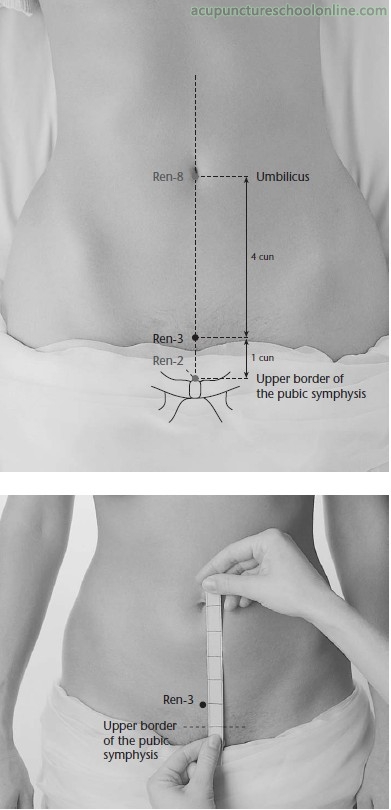 acupunctureschoolonline.com
Ren-8
Umbilicus
4 cun
Ren-3
Ren-2
1 cun
Upper border of
the pubic symphysis
Ren-3
Upper border
of the pubic
symphysis